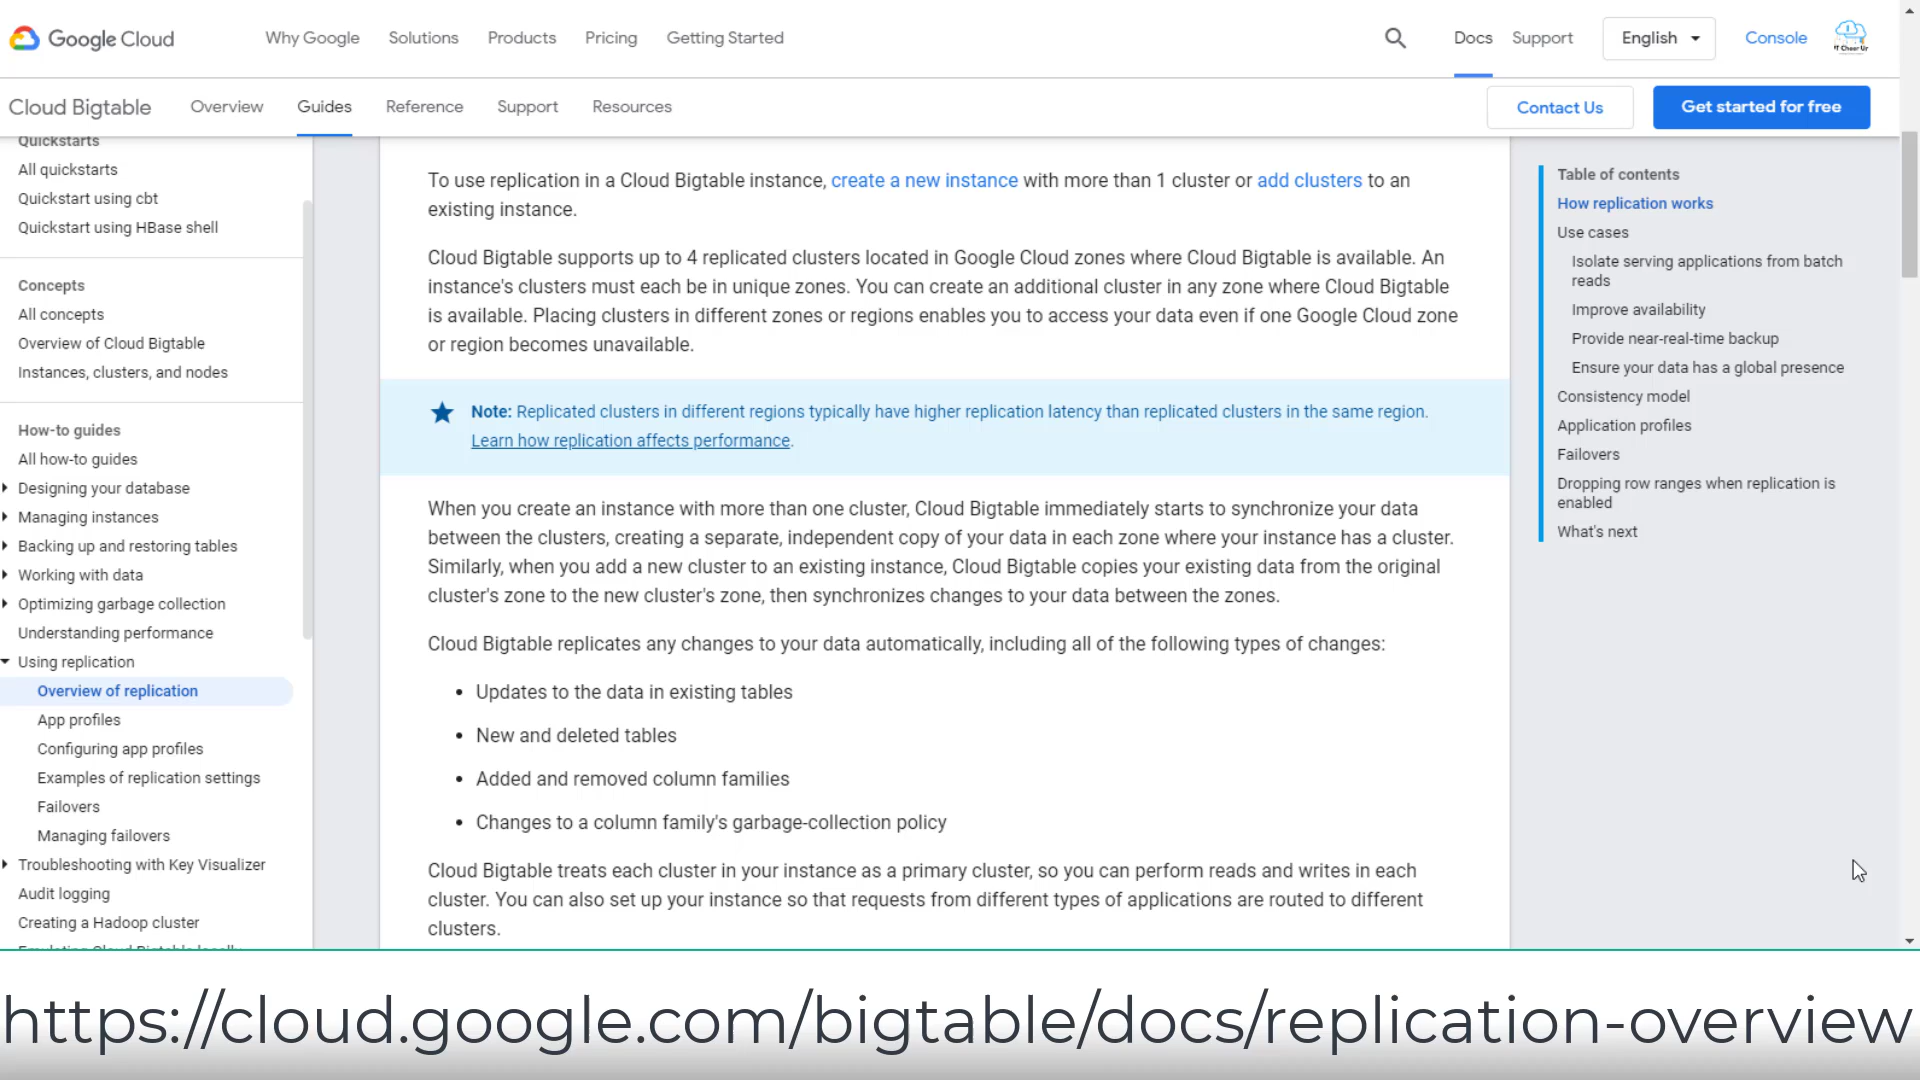 Google Cloud
Why Google
Solutions
Products
Pricing
Getting Started
Docs
Support
English
Console
IT Cheer Up
Cloud Bigtable
Overview
Guides
Reference
Support
Resources
Contact Us
Get started for free
Quickstarts
All quickstarts
Quickstart using cbt
Quickstart using HBase shell
Concepts
All concepts
Overview of Cloud Bigtable
Instances, clusters, and nodes
How-to guides
All how-to guides
Designing your database
Managing instances
Backing up and restoring tables
Working with data
Optimizing garbage collection
Understanding performance
Using replication
Overview of replication
App profiles
Configuring app profiles
Examples of replication settings
Failovers
Managing failovers
Troubleshooting with Key Visualizer
Audit logging
Creating a Hadoop cluster
Emulating Cloud Bigtable locally
To use replication in a Cloud Bigtable instance, create a new instance with more than 1 cluster or add clusters to an
existing instance.
Cloud Bigtable supports up to 4 replicated clusters located in Google Cloud zones where Cloud Bigtable is available. An
instance's clusters must each be in unique zones. You can create an additional cluster in any zone where Cloud Bigtable
is available. Placing clusters in different zones or regions enables you to access your data even if one Google Cloud zone
or region becomes unavailable.
Note: Replicated clusters in different regions typically have higher replication latency than replicated clusters in the same region.
Learn how replication affects performance.
When you create an instance with more than one cluster, Cloud Bigtable immediately starts to synchronize your data
between the clusters, creating a separate, independent copy of your data in each zone where your instance has a cluster.
Similarly, when you add a new cluster to an existing instance, Cloud Bigtable copies your existing data from the original
cluster's zone to the new cluster's zone, then synchronizes changes to your data between the zones.
Cloud Bigtable replicates any changes to your data automatically, including all of the following types of changes:
• Updates to the data in existing tables
• New and deleted tables
• Added and removed column families
• Changes to a column family's garbage-collection policy
Cloud Bigtable treats each cluster in your instance as a primary cluster, so you can perform reads and writes in each
cluster. You can also set up your instance so that requests from different types of applications are routed to different
clusters.
Table of contents
How replication works
Use cases
Isolate serving applications from batch
reads
Improve availability
Provide near-real-time backup
Ensure your data has a global presence
Consistency model
Application profiles
Failovers
Dropping row ranges when replication is
enabled
What's next
https://cloud.google.com/bigtable/docs/replication-overview